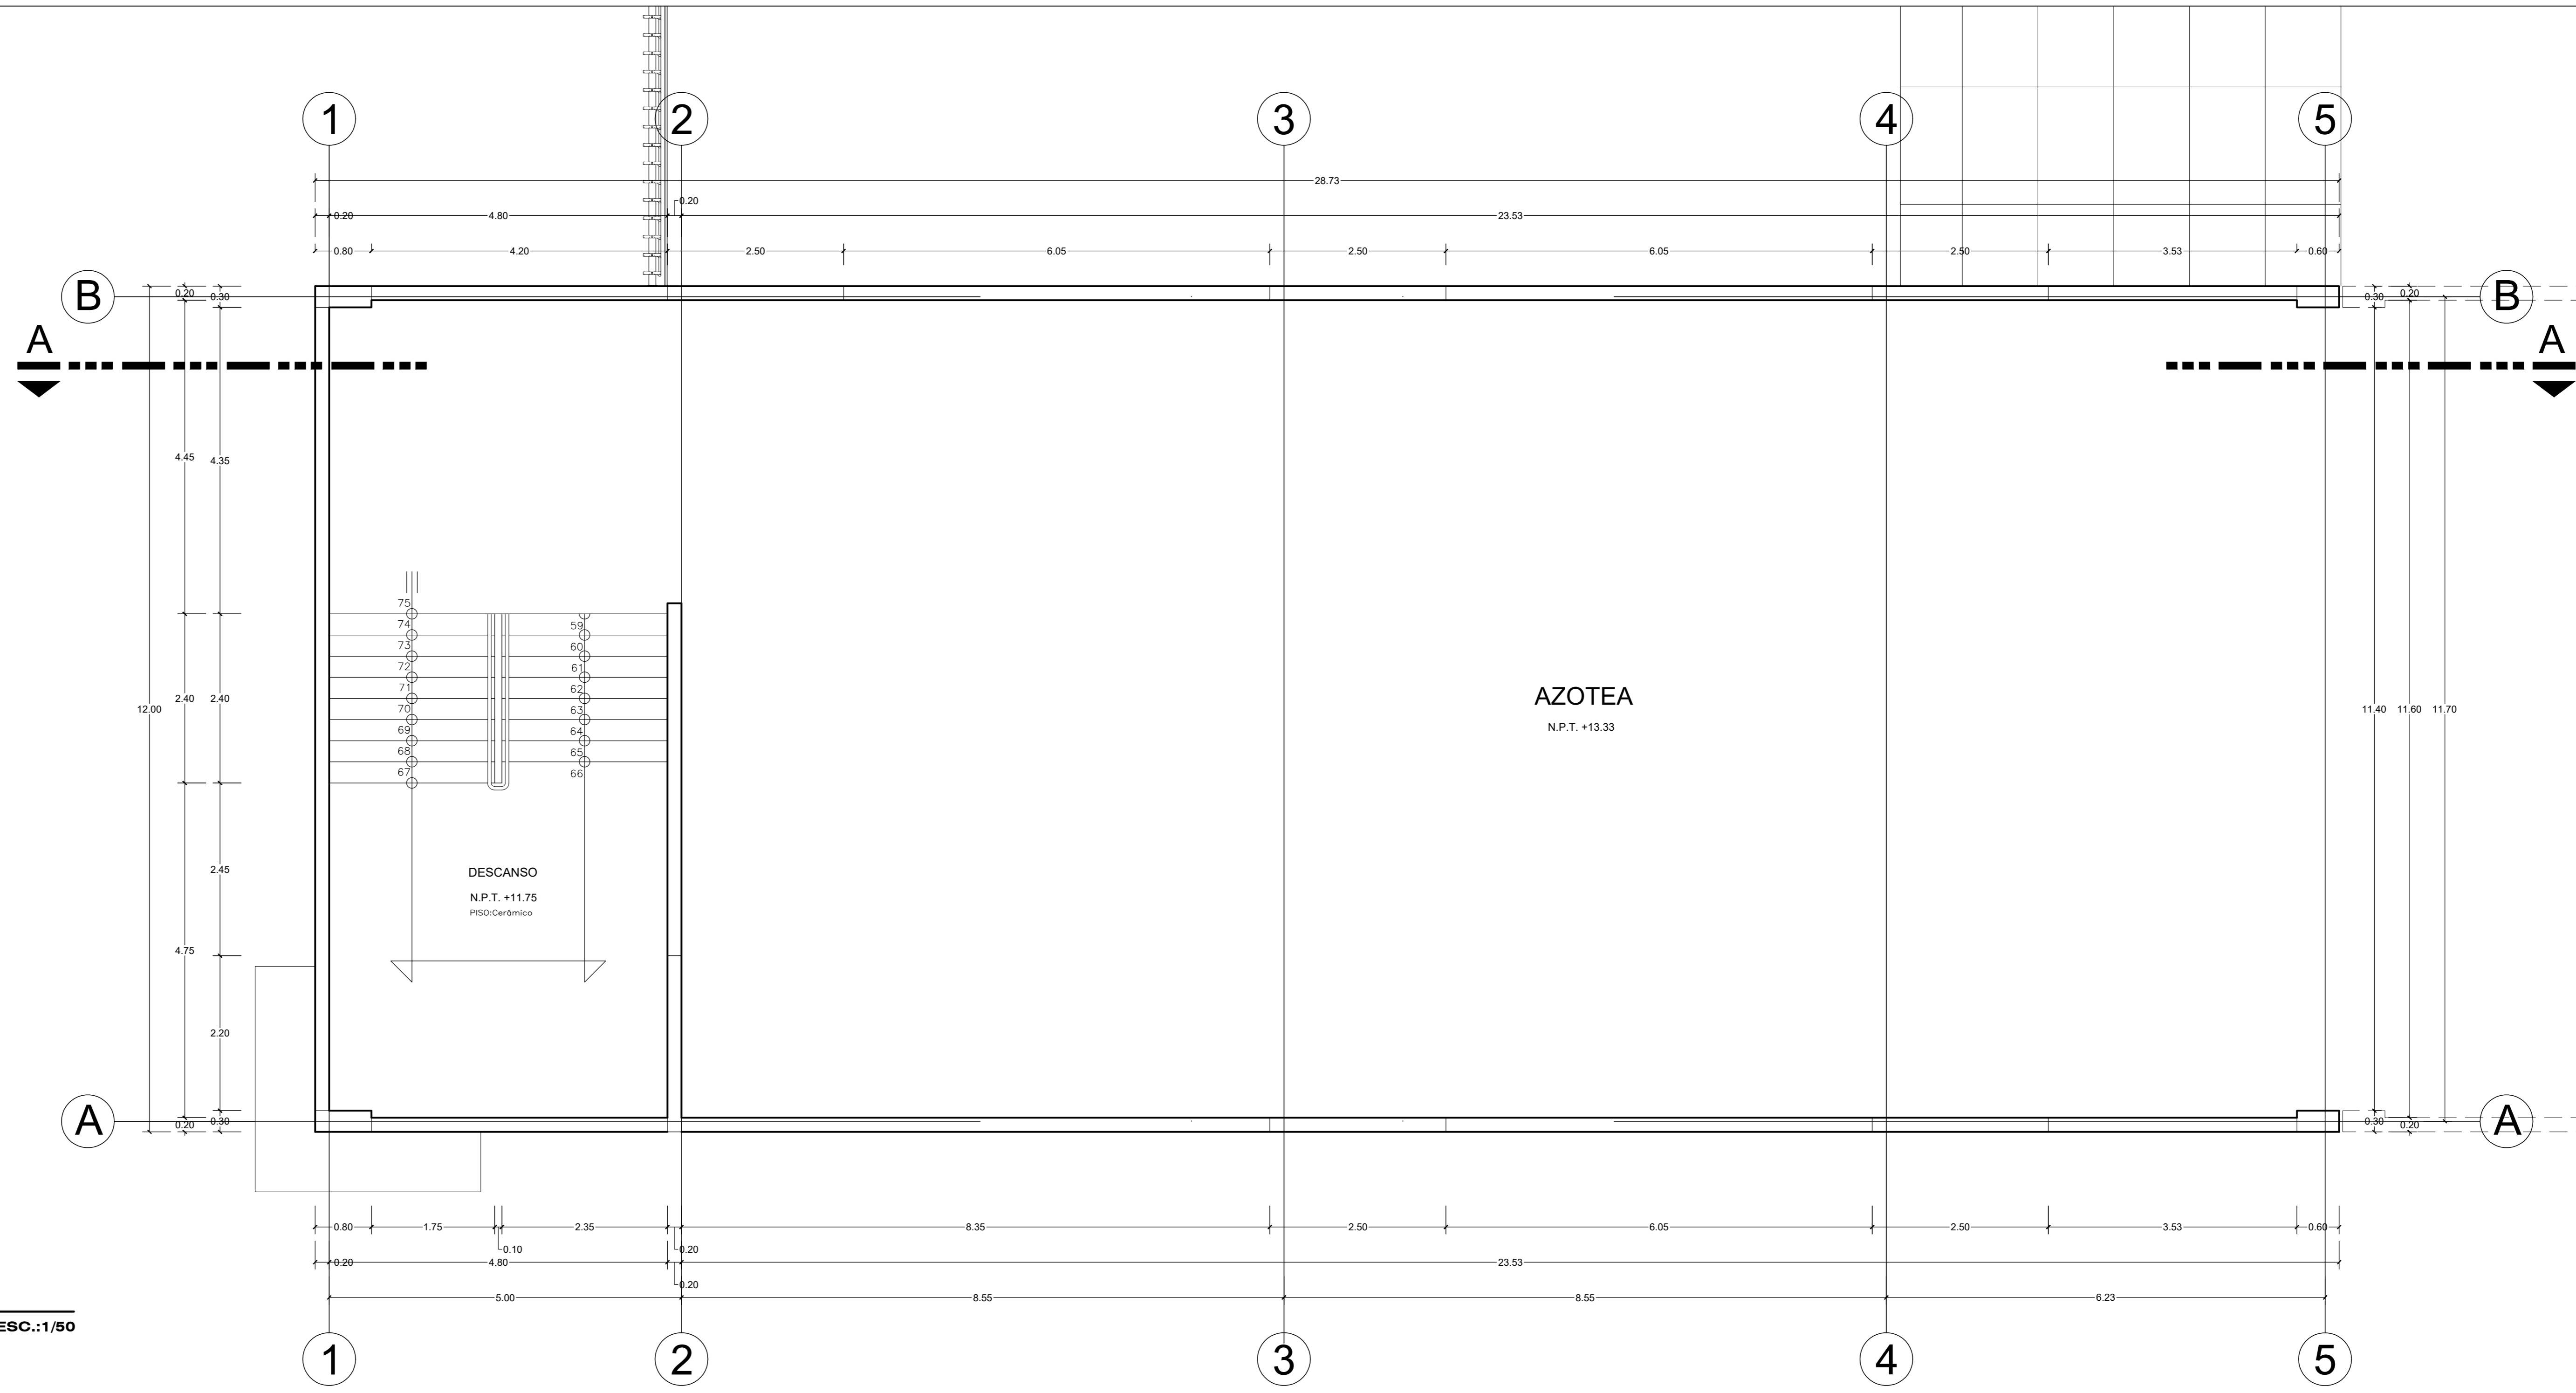 1 2 3 4 5
28.73
0.20 4.80 0.20 23.53
0.80 4.20 2.50 6.05 2.50 6.05 2.50 3.53 0.60
B 0.20 0.30 0.30 0.20 B
A A
4.45 4.35
75
74 59
73 60
72 61
71 62
70 63
69 64
68 65
67 66
12.00 2.40 2.40
AZOTEA
N.P.T. +13.33
11.40 11.60 11.70
2.45
DESCANSO
N.P.T. +11.75
PISO:Cerámico
4.75
2.20
A 0.20 0.30 0.30 0.20 A
0.80 1.75 2.35 8.35 2.50 6.05 2.50 3.53 0.60
0.10 0.20
0.20 4.80 23.53
0.20
5.00 8.55 8.55 6.23
ESC.:1/50
1 2 3 4 5